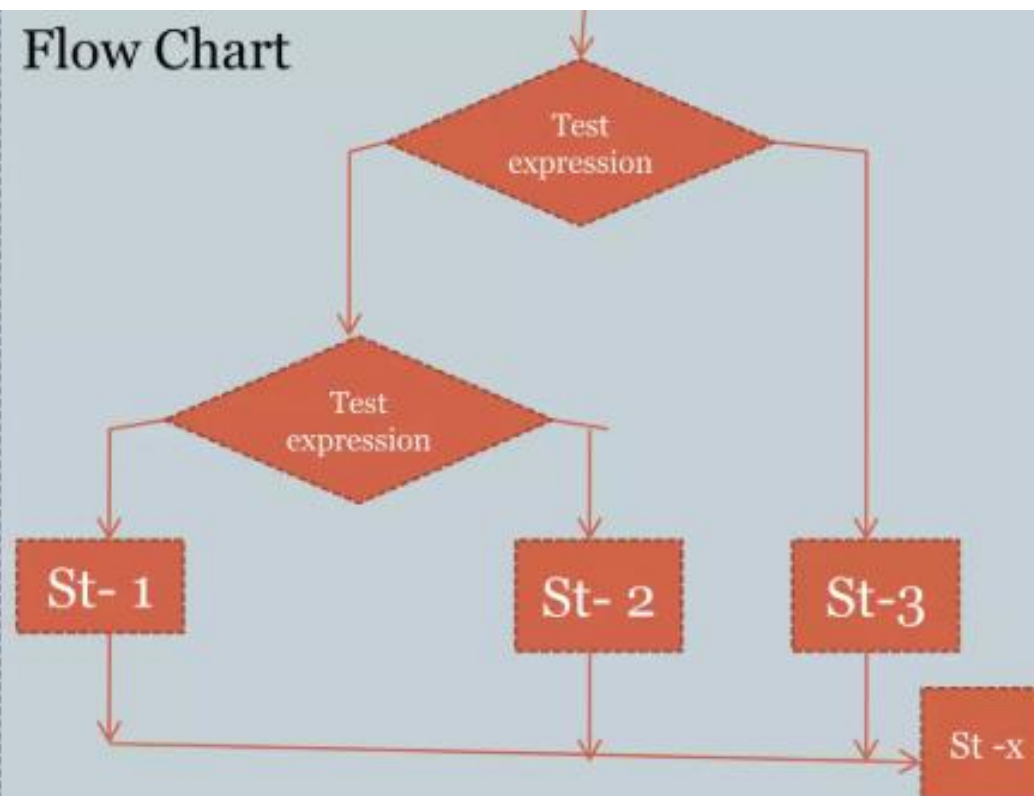 Flow Chart
Test
expression
Test
expression
St- 1
St- 2
St-3
St -x